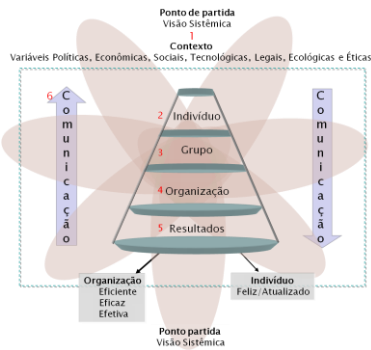 Ponto de partida
Visão Sistêmica
1
Contexto
Variáveis Políticas, Econômicas, Sociais, Tecnológicas, Legais, Ecológicas e Éticas
6
Comunicação
2 Indivíduo
3 Grupo
4 Organização
5 Resultados
Comunicação
Organização
Eficiente
Eficaz
Efetiva
Indivíduo
Feliz/Atualizado
Ponto partida
Visão Sistêmica